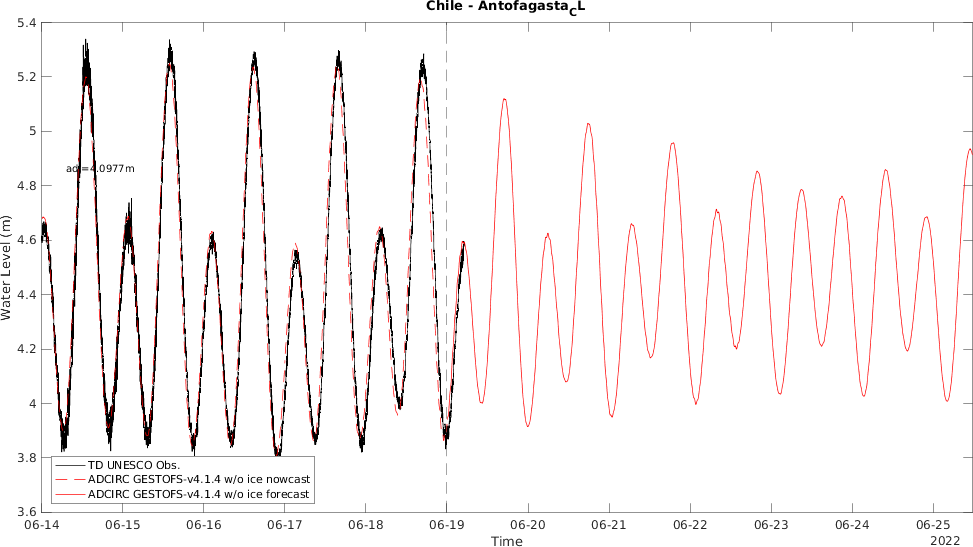 Chile - Antofagasta_CL
5.4
5.2
5
4.8
4.6
4.4
4.2
4
3.8
3.6
Water Level (m)
adj=4.0977m
TD UNESCO Obs.
ADCIRC GESTOFS-v4.1.4 w/o ice nowcast
ADCIRC GESTOFS-v4.1.4 w/o ice forecast
06-14 06-15 06-16 06-17 06-18 06-19 06-20 06-21 06-22 06-23 06-24 06-25
Time
2022